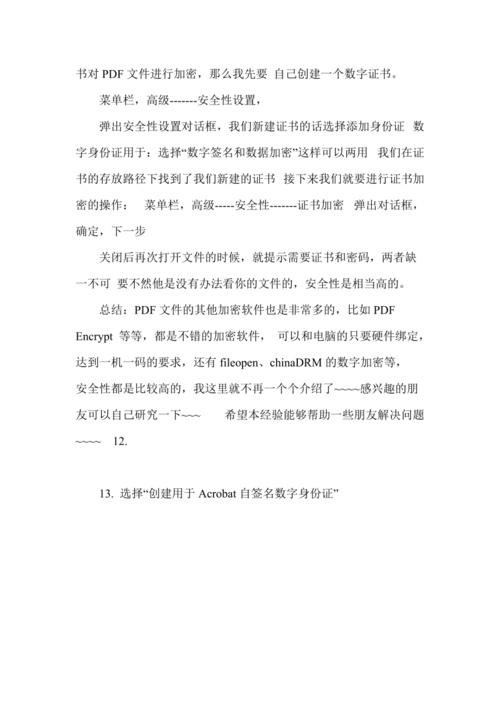 书对 PDF 文件进行加密，那么我先要 自己创建一个数字证书。
菜单栏，高级-------安全性设置，
弹出安全性设置对话框，我们新建证书的话选择添加身份证 数
字身份证用于：选择“数字签名和数据加密”这样可以两用 我们在证
书的存放路径下找到了我们新建的证书 接下来我们就要进行证书加
密的操作： 菜单栏，高级-----安全性-------证书加密 弹出对话框，
确定，下一步
关闭后再次打开文件的时候，就提示需要证书和密码，两者缺
一不可 要不然他是没有办法看你的文件的，安全性是相当高的。
总结：PDF 文件的其他加密软件也是非常多的，比如 PDF
Encrypt 等等，都是不错的加密软件， 可以和电脑的只要硬件绑定，
达到一机一码的要求，还有 fileopen、chinaDRM 的数字加密等，
安全性都是比较高的，我这里就不再一个个介绍了~~~~感兴趣的朋
友可以自己研究一下~~~ 希望本经验能够帮助一些朋友解决问题
~~~~ 12.
13. 选择“创建用于 Acrobat 自签名数字身份证”